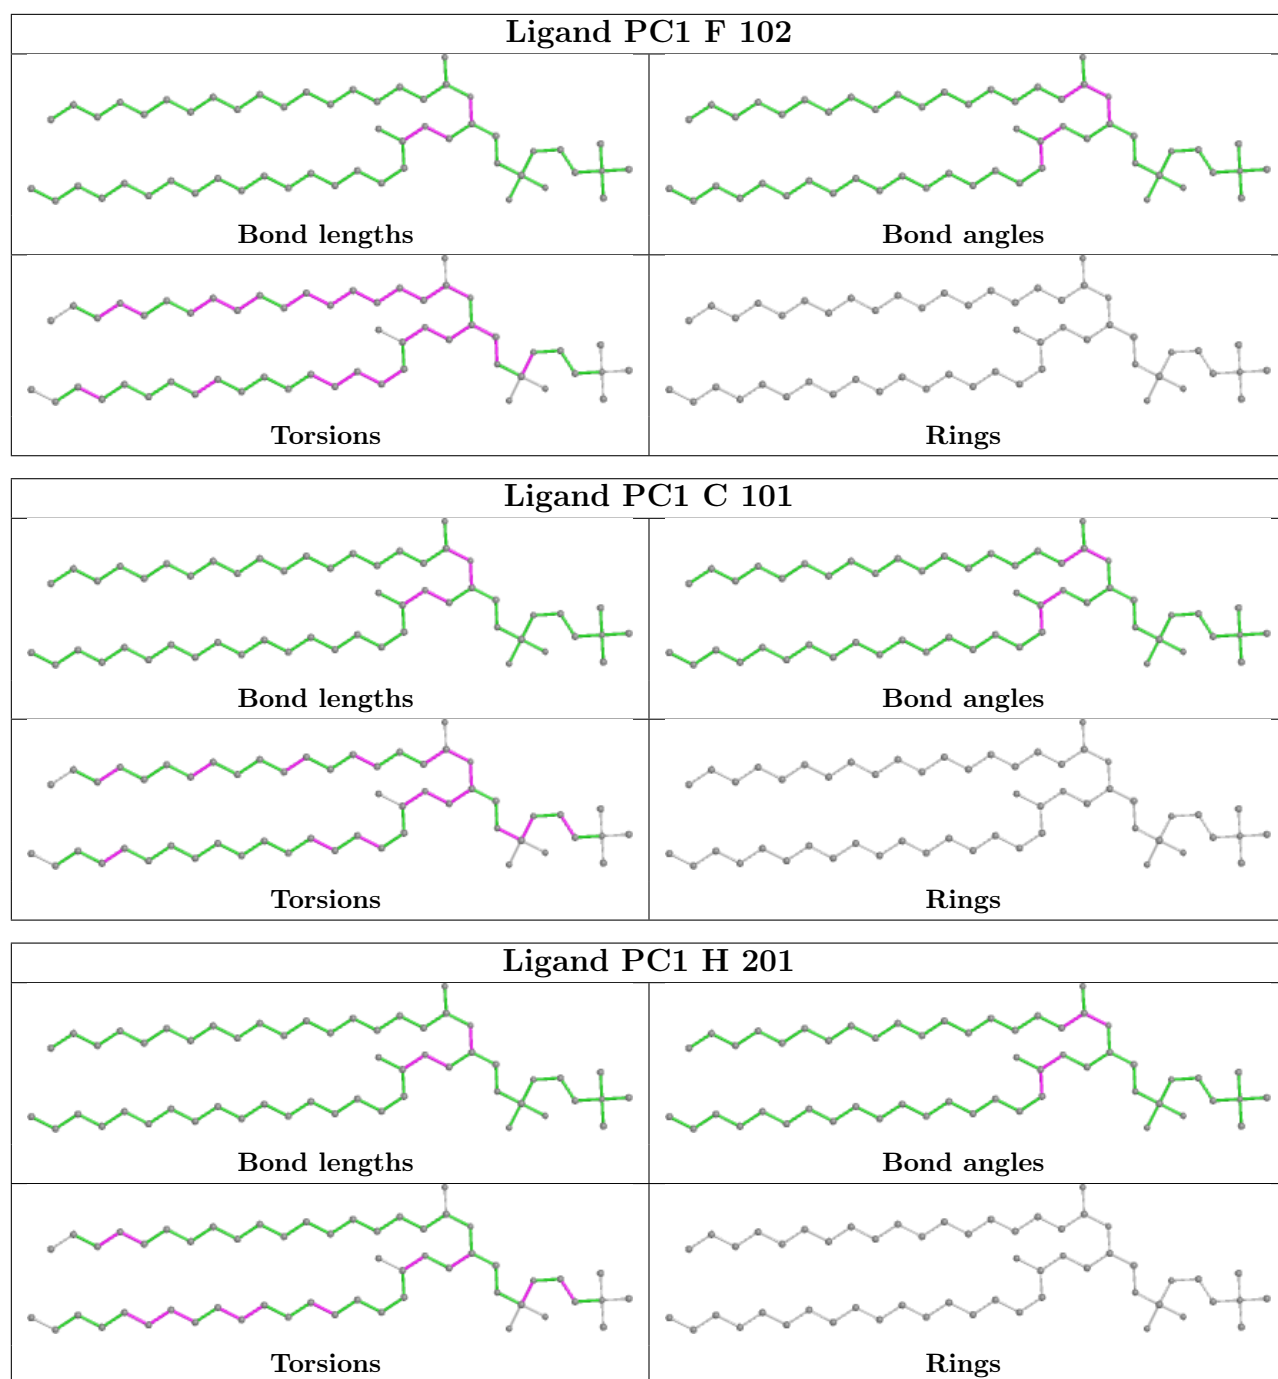 Ligand PC1 F 102
Bond lengths
Bond angles
Torsions
Rings
Ligand PC1 C 101
Bond lengths
Bond angles
Torsions
Rings
Ligand PC1 H 201
Bond lengths
Bond angles
Torsions
Rings